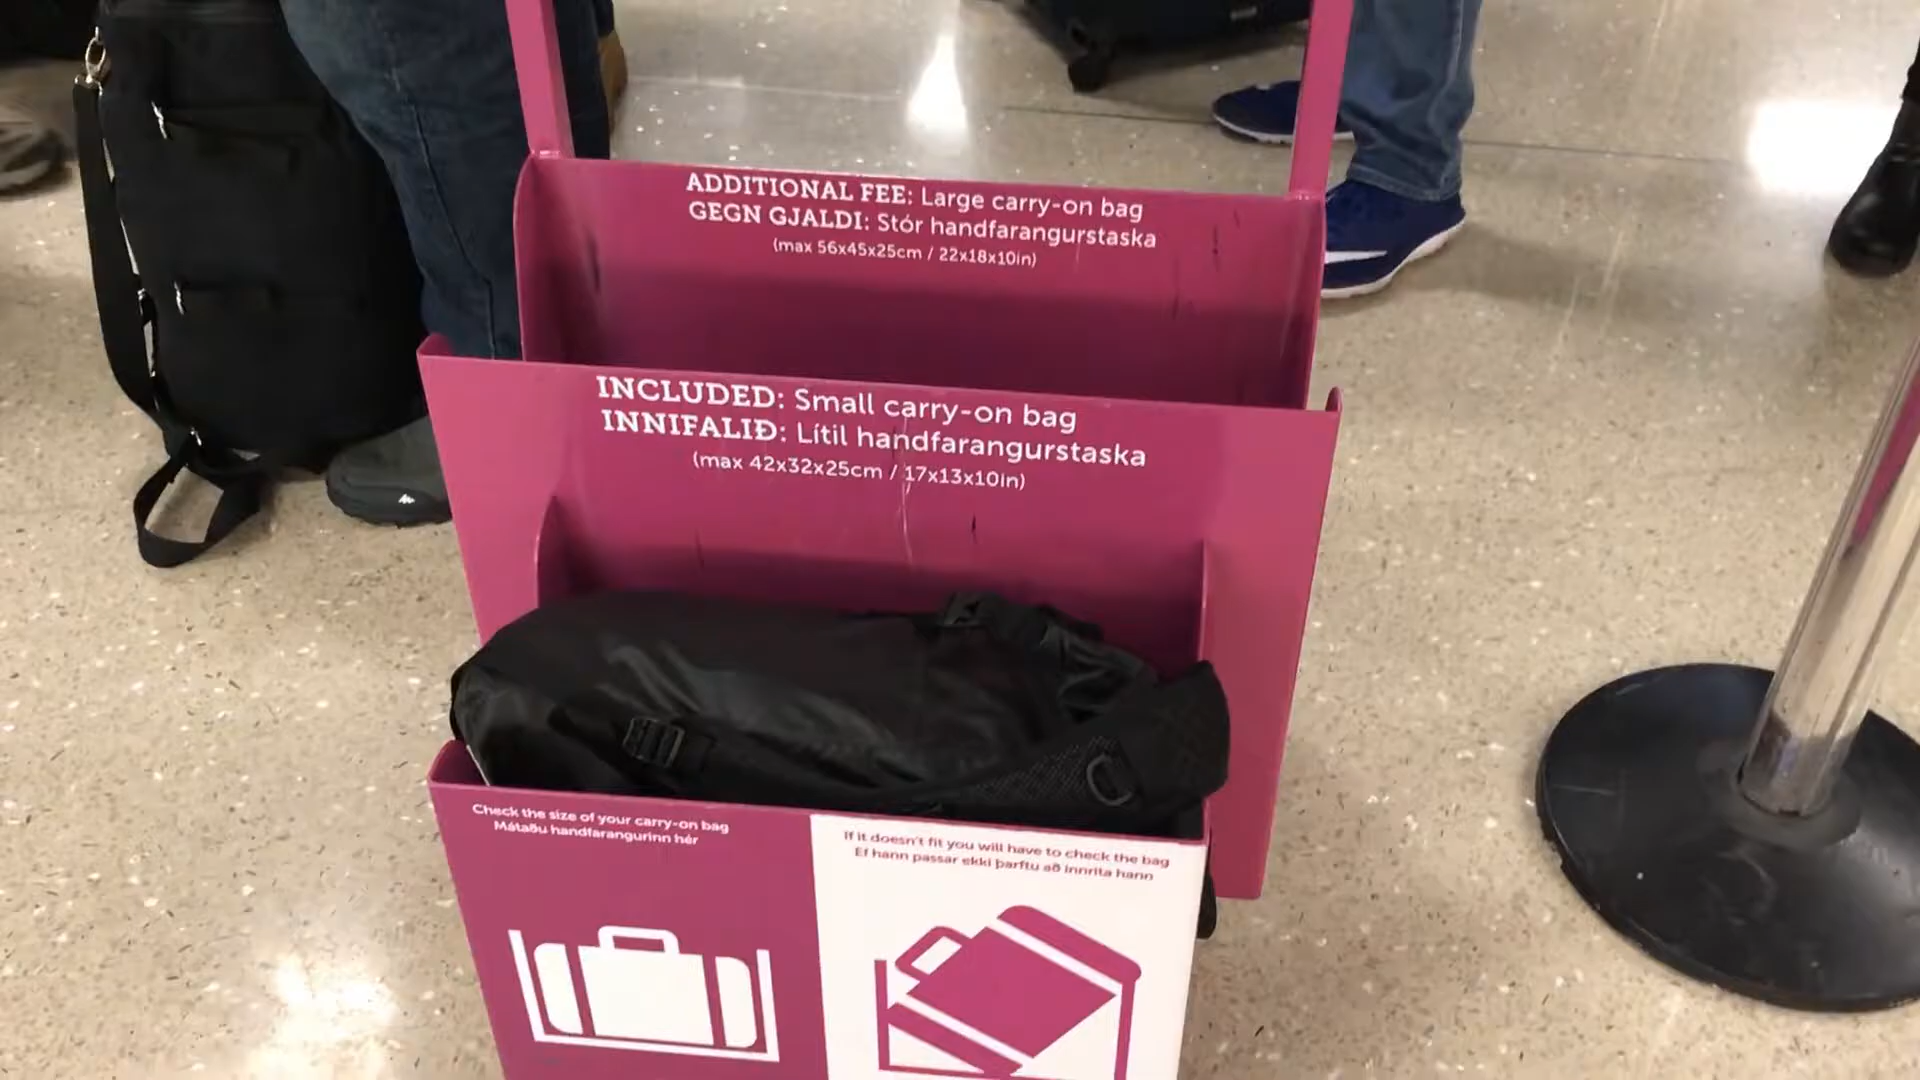 ADDITIONAL FEE: Large carry-on bag
GEGN GJALDI: Stór handfarangurstaska
(max 56x45x25cm / 22x18x10in)
INCLUDED: Small carry-on bag
INNIFALIÐ: Lítil handfarangurstaska
(max 42x32x25cm / 17x13x10in)
Check the size of your carry-on bag
Mátaðu handfarangurinn hér
If it doesn't fit you will have to check the bag
Ef hann passar ekki þarftu að innrita hann